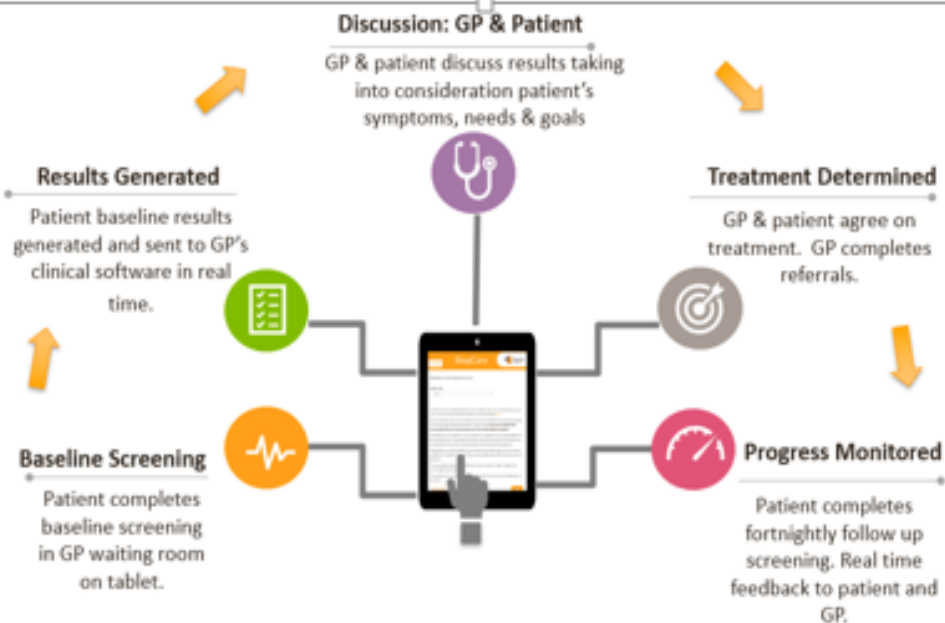 Discussion: GP & Patient
GP & patient discuss results taking
into consideration patient's
symptoms, needs & goals
Results Generated
Patient baseline results
generated and sent to GP's
clinical software in real
time.
Treatment Determined
GP & patient agree on
treatment. GP completes
referrals.
StepCare
Baseline Screening
Patient completes
baseline screening
in GP waiting room
on tablet.
Progress Monitored
Patient completes
fortnightly follow up
screening. Real time
feedback to patient and
GP.